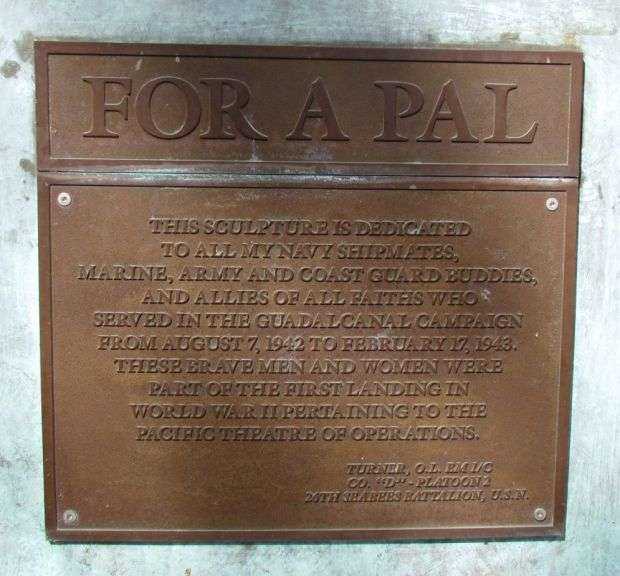 FOR A PAL
THIS SCULPTURE IS DEDICATED
TO ALL MY NAVY SHIPMATES,
MARINE, ARMY AND COAST GUARD BUDDIES,
AND ALLIES OF ALL FAITHS WHO
SERVED IN THE GUADALCANAL CAMPAIGN
FROM AUGUST 7, 1942 TO FEBRUARY 17, 1943.
THESE BRAVE MEN AND WOMEN WERE
PART OF THE FIRST LANDING IN
WORLD WAR II PERTAINING TO THE
PACIFIC THEATRE OF OPERATIONS.
TURNER, O.L. EM 1/C
CO. "D" - PLATOON 2
26TH SEABEES BATTALION, U.S.N.